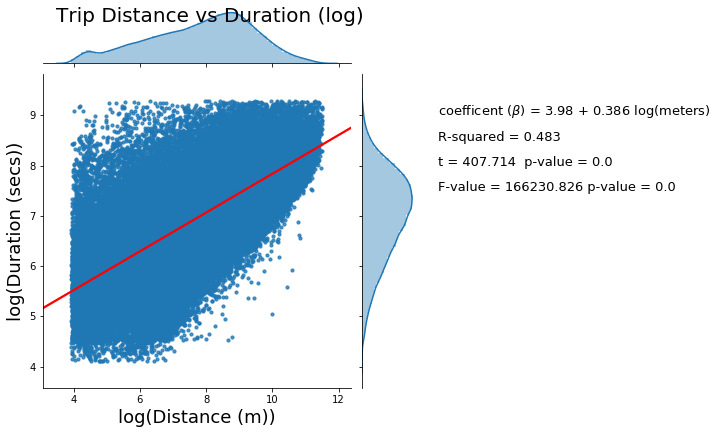 Trip Distance vs Duration (log)
coefficent (β) = 3.98 + 0.386 log(meters)
R-squared = 0.483
t = 407.714 p-value = 0.0
F-value = 166230.826 p-value = 0.0
log(Duration (secs))
9
8
7
6
5
4
4 6 8 10 12
log(Distance (m))